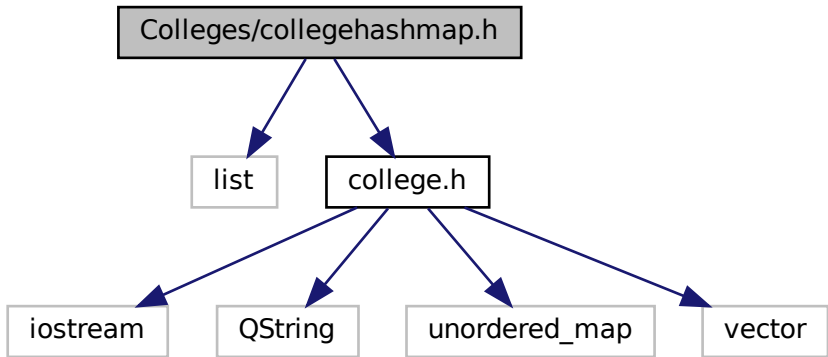 Colleges/collegehashmap.h
list
college.h
iostream
QString
unordered_map
vector